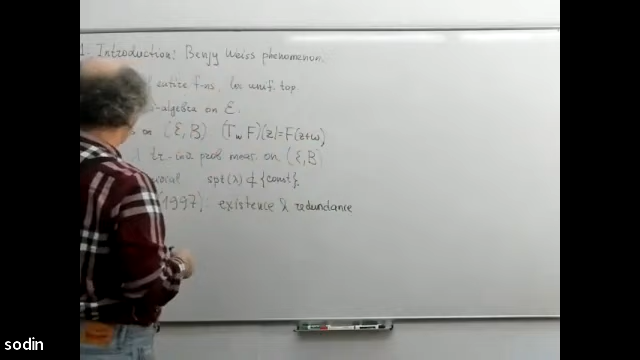 1. Introduction: Benjy Weiss phenomenon.
entire f-ns, loc unif. top.
-algebra on ℰ.
on (ℰ, B) (T_w F)(z)=F(z+w)
tr.-inv prob meas. on (ℰ, B)
spt(λ) ⊄ {const}.
(1997): existence & redundance
sodin